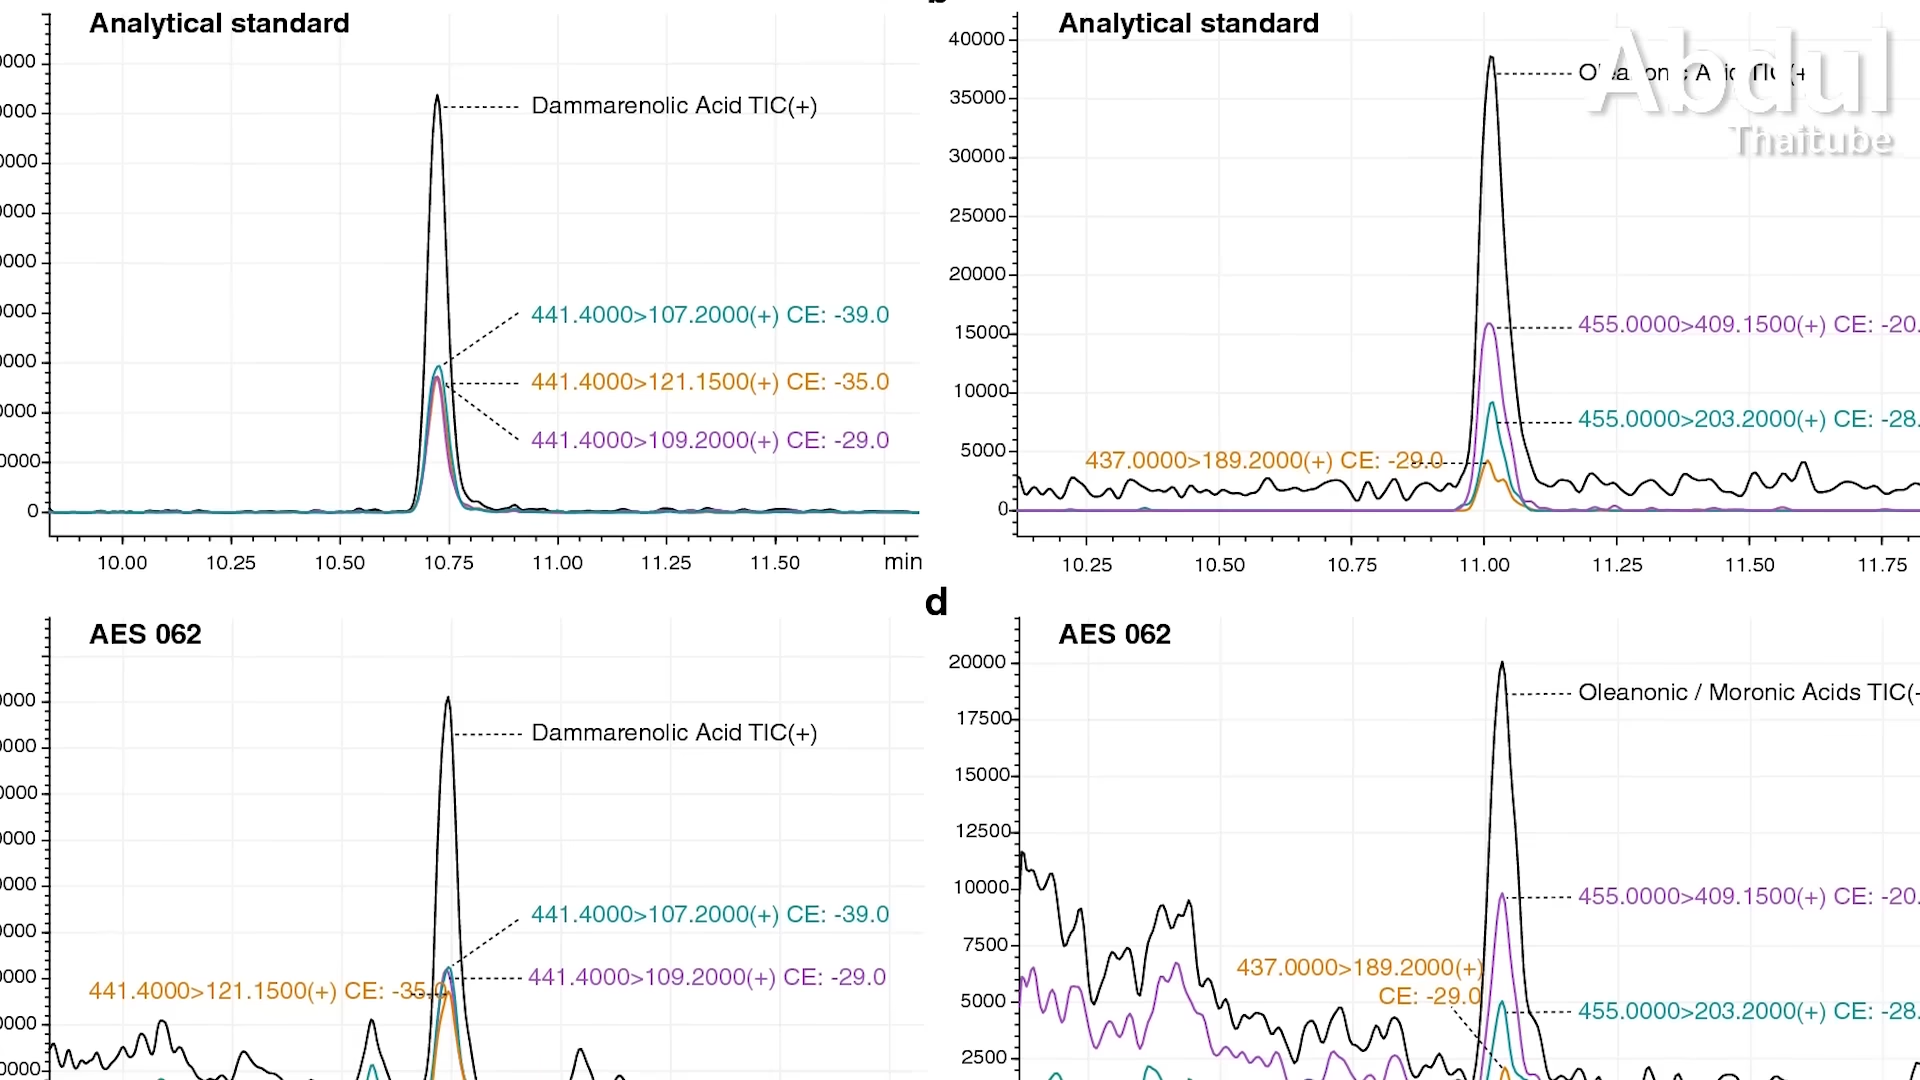 Analytical standard
Dammarenolic Acid TIC(+)
441.4000>107.2000(+) CE: -39.0
441.4000>121.1500(+) CE: -35.0
441.4000>109.2000(+) CE: -29.0
0
10.00 10.25 10.50 10.75 11.00 11.25 11.50 min
Analytical standard
Abdul
Thaitube
40000
35000
30000
25000
20000
15000
10000
5000
0
Acid TIC(+
455.0000>409.1500(+) CE: -20.
455.0000>203.2000(+) CE: -28.
437.0000>189.2000(+) CE: -29.0
10.25 10.50 10.75 11.00 11.25 11.50 11.75
AES 062
Dammarenolic Acid TIC(+)
441.4000>107.2000(+) CE: -39.0
441.4000>109.2000(+) CE: -29.0
441.4000>121.1500(+) CE: -35.0
d
AES 062
20000
17500
15000
12500
10000
7500
5000
2500
Oleanonic / Moronic Acids TIC(-
455.0000>409.1500(+) CE: -20.
437.0000>189.2000(+)
CE: -29.0
455.0000>203.2000(+) CE: -28.